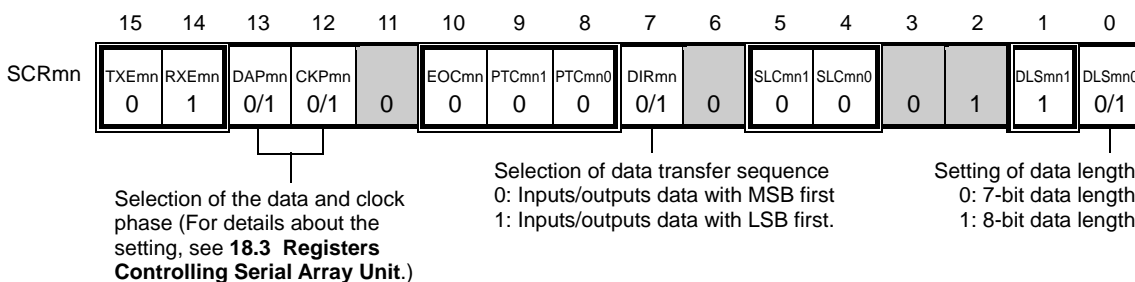 15 14 13 12 11 10 9 8 7 6 5 4 3 2 1 0
SCRmn TXEmn RXEmn DAPmn CKPmn EOCmn PTCmn1 PTCmn0 DIRmn SLCmn1 SLCmn0 DLSmn1 DLSmn0
0 1 0/1 0/1 0 0 0 0 0/1 0 0 0 0 1 1 0/1
Selection of the data and clock
phase (For details about the
setting, see 18.3 Registers
Controlling Serial Array Unit.)
Selection of data transfer sequence
0: Inputs/outputs data with MSB first
1: Inputs/outputs data with LSB first.
Setting of data length
0: 7-bit data length
1: 8-bit data length